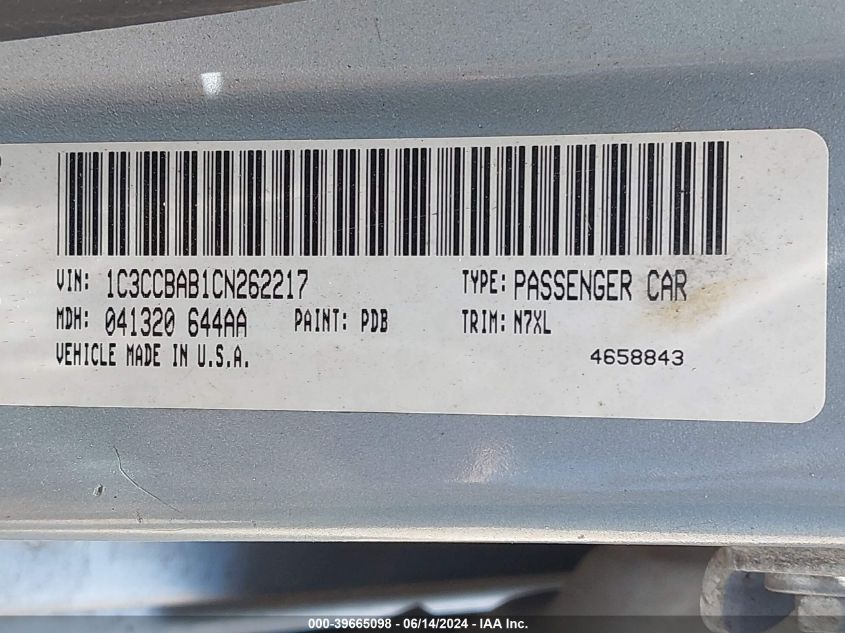 VIN: 1C3CCBAB1CN262217 TYPE: PASSENGER CAR
MDH: 041320 644AA PAINT: PDB TRIM: N7XL
VEHICLE MADE IN U.S.A. 4658843
000-39665098 - 06/14/2024 - IAA Inc.